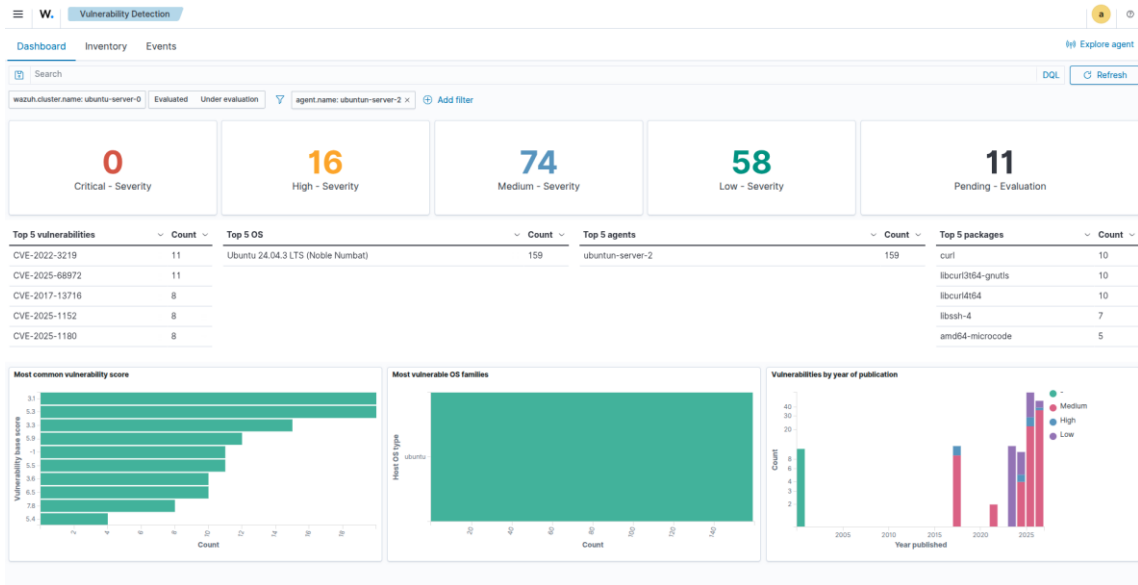 W. Vulnerability Detection a
Dashboard Inventory Events Explore agent
Search DQL Refresh
wazuh.cluster.name: ubuntu-server-0 Evaluated Under evaluation agent.name: ubuntun-server-2 × Add filter
0 16 74 58 11
Critical - Severity High - Severity Medium - Severity Low - Severity Pending - Evaluation
Top 5 vulnerabilities Count Top 5 OS Count Top 5 agents Count Top 5 packages Count
CVE-2022-3219 11 Ubuntu 24.04.3 LTS (Noble Numbat) 159 ubuntun-server-2 159 curl 10
CVE-2025-68972 11 libcurl3t64-gnutls 10
CVE-2017-13716 8 libcurl4t64 10
CVE-2025-1152 8 libssh-4 7
CVE-2025-1180 8 amd64-microcode 5
Most common vulnerability score
Vulnerability base score
3.1
5.3
3.3
5.9
-1
5.5
3.6
6.5
7.8
5.4
2 4 6 8 10 12 14 16 18
Count
Most vulnerable OS families
Host OS type
ubuntu
20 40 60 80 100 120 140
Count
Vulnerabilities by year of publication
Count
40
30
20
8
6
4
3
2
2005 2010 2015 2020 2025
Year published
-
Medium
High
Low